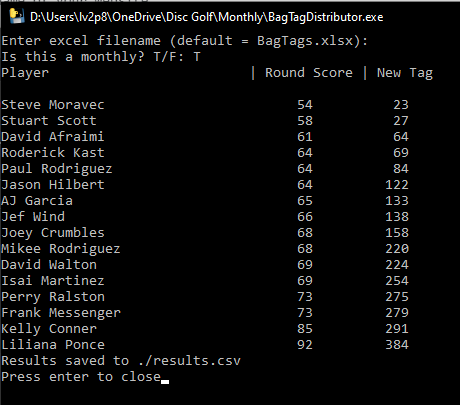 D:\Users\lv2p8\OneDrive\Disc Golf\Monthly\BagTagDistributor.exe
Enter excel filename (default = BagTags.xlsx):
Is this a monthly? T/F: T
Player | Round Score | New Tag
Steve Moravec 54 23
Stuart Scott 58 27
David Afraimi 61 64
Roderick Kast 64 69
Paul Rodriguez 64 84
Jason Hilbert 64 122
AJ Garcia 65 133
Jef Wind 66 138
Joey Crumbles 68 158
Mikee Rodriguez 68 220
David Walton 69 224
Isai Martinez 69 254
Perry Ralston 73 275
Frank Messenger 73 279
Kelly Conner 85 291
Liliana Ponce 92 384
Results saved to ./results.csv
Press enter to close